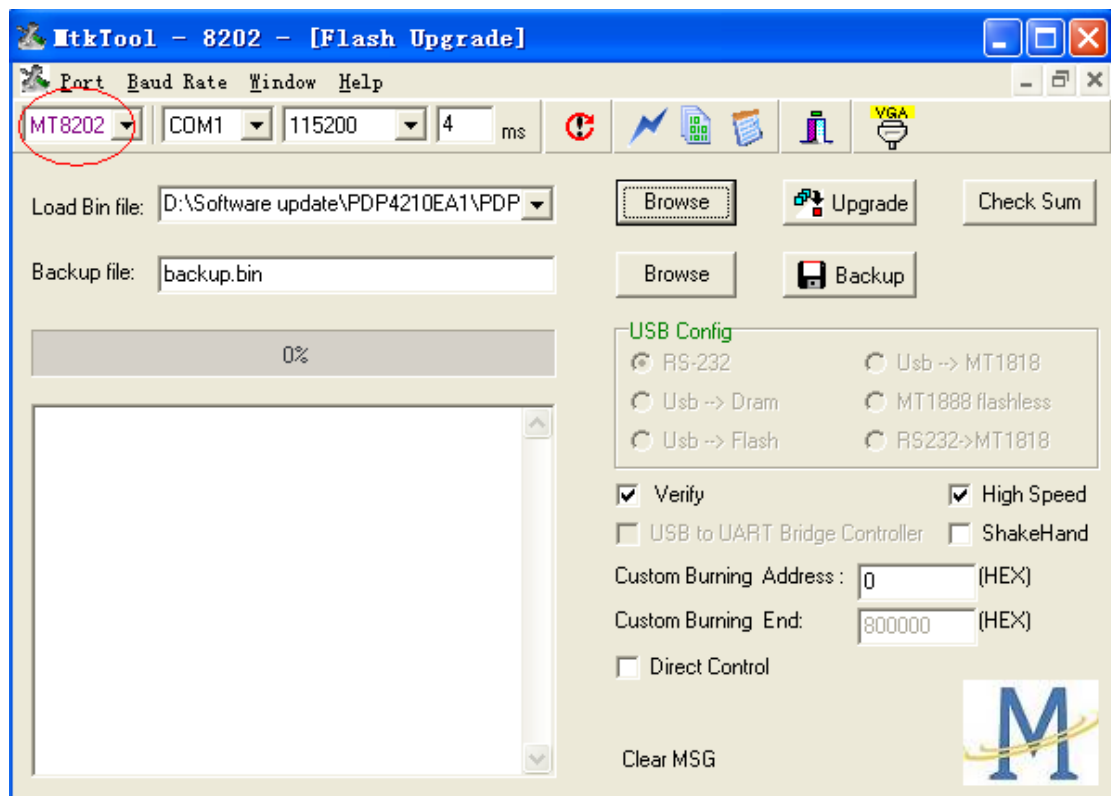 MtkTool - 8202 - [Flash Upgrade]
Port Baud Rate Window Help
MT8202 COM1 115200 4 ms VGA
Load Bin file: D:\Software update\PDP4210EA1\PDP Browse Upgrade Check Sum
Backup file: backup.bin Browse Backup
0%
USB Config
RS-232 Usb --> MT1818
Usb --> Dram MT1888 flashless
Usb --> Flash RS232->MT1818
Verify High Speed
USB to UART Bridge Controller ShakeHand
Custom Burning Address : 0 (HEX)
Custom Burning End: 800000 (HEX)
Direct Control
Clear MSG
M